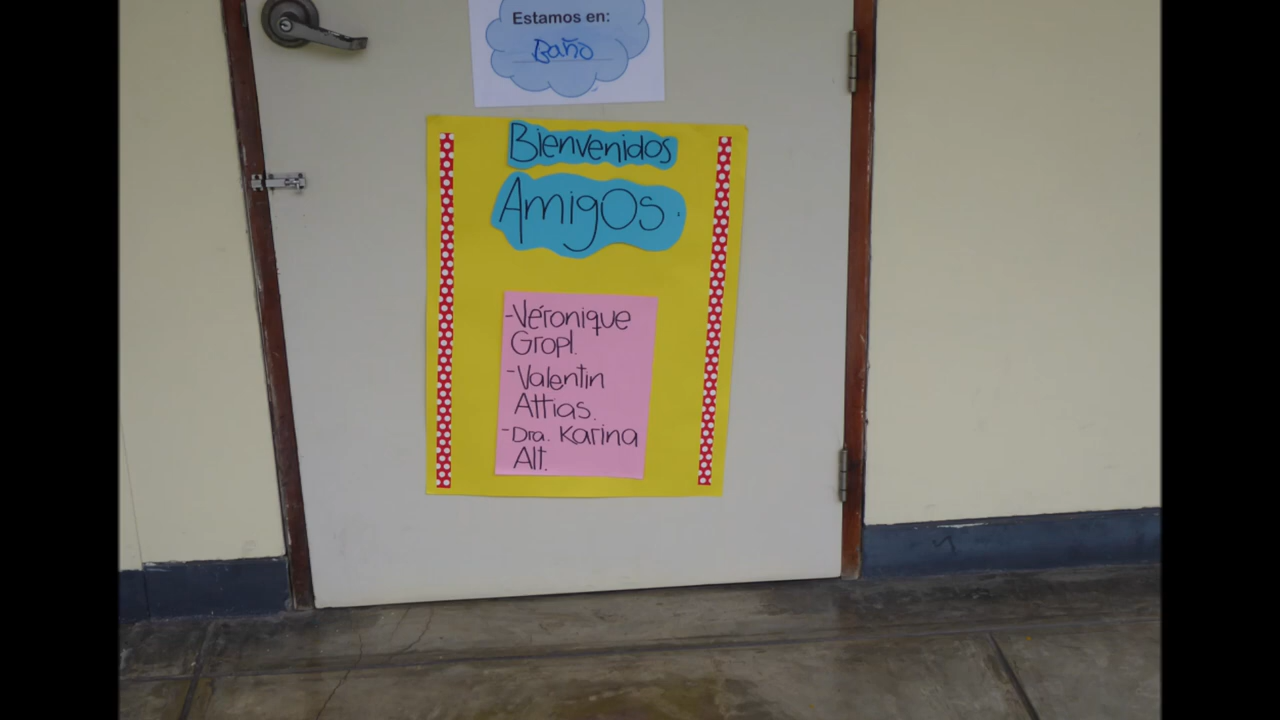 Estamos en:
Baño
Bienvenidos
Amigos.
-Véronique
Gropl.
-Valentin
Attias.
-Dra. Karina
Alt.